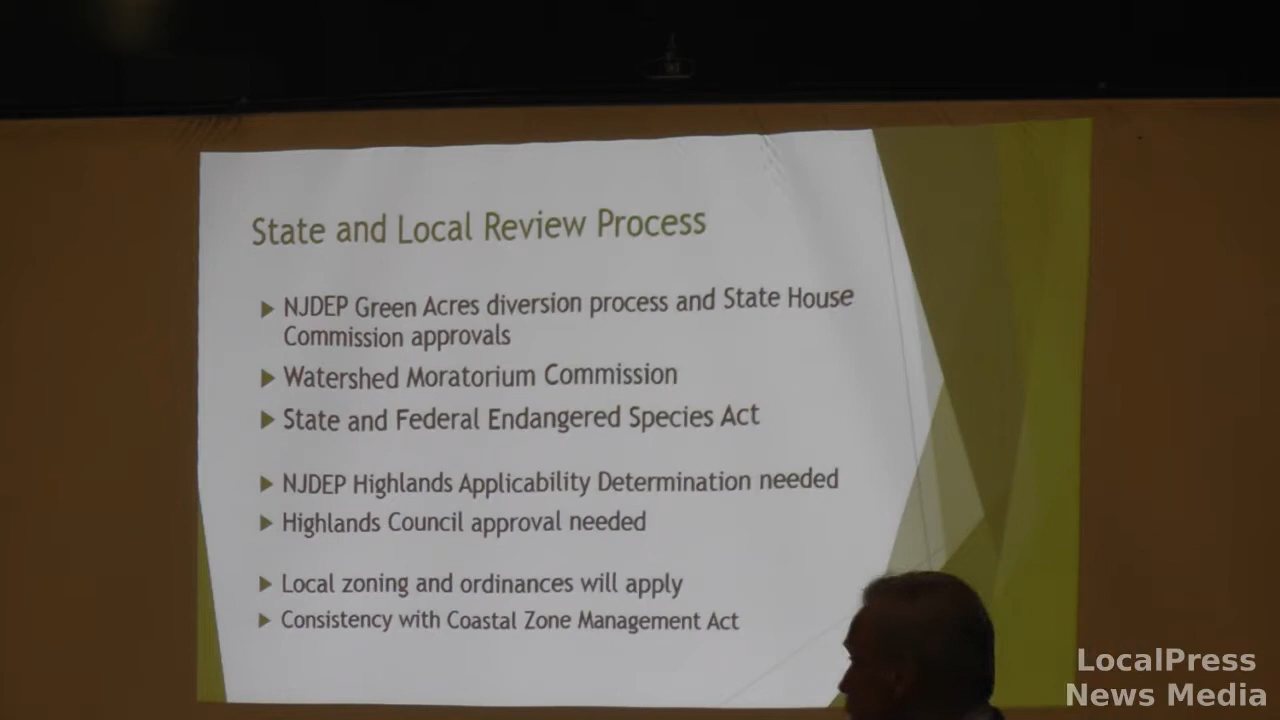 State and Local Review Process
NJDEP Green Acres diversion process and State House
Commission approvals
Watershed Moratorium Commission
State and Federal Endangered Species Act
NJDEP Highlands Applicability Determination needed
Highlands Council approval needed
Local zoning and ordinances will apply
Consistency with Coastal Zone Management Act
LocalPress
News Media